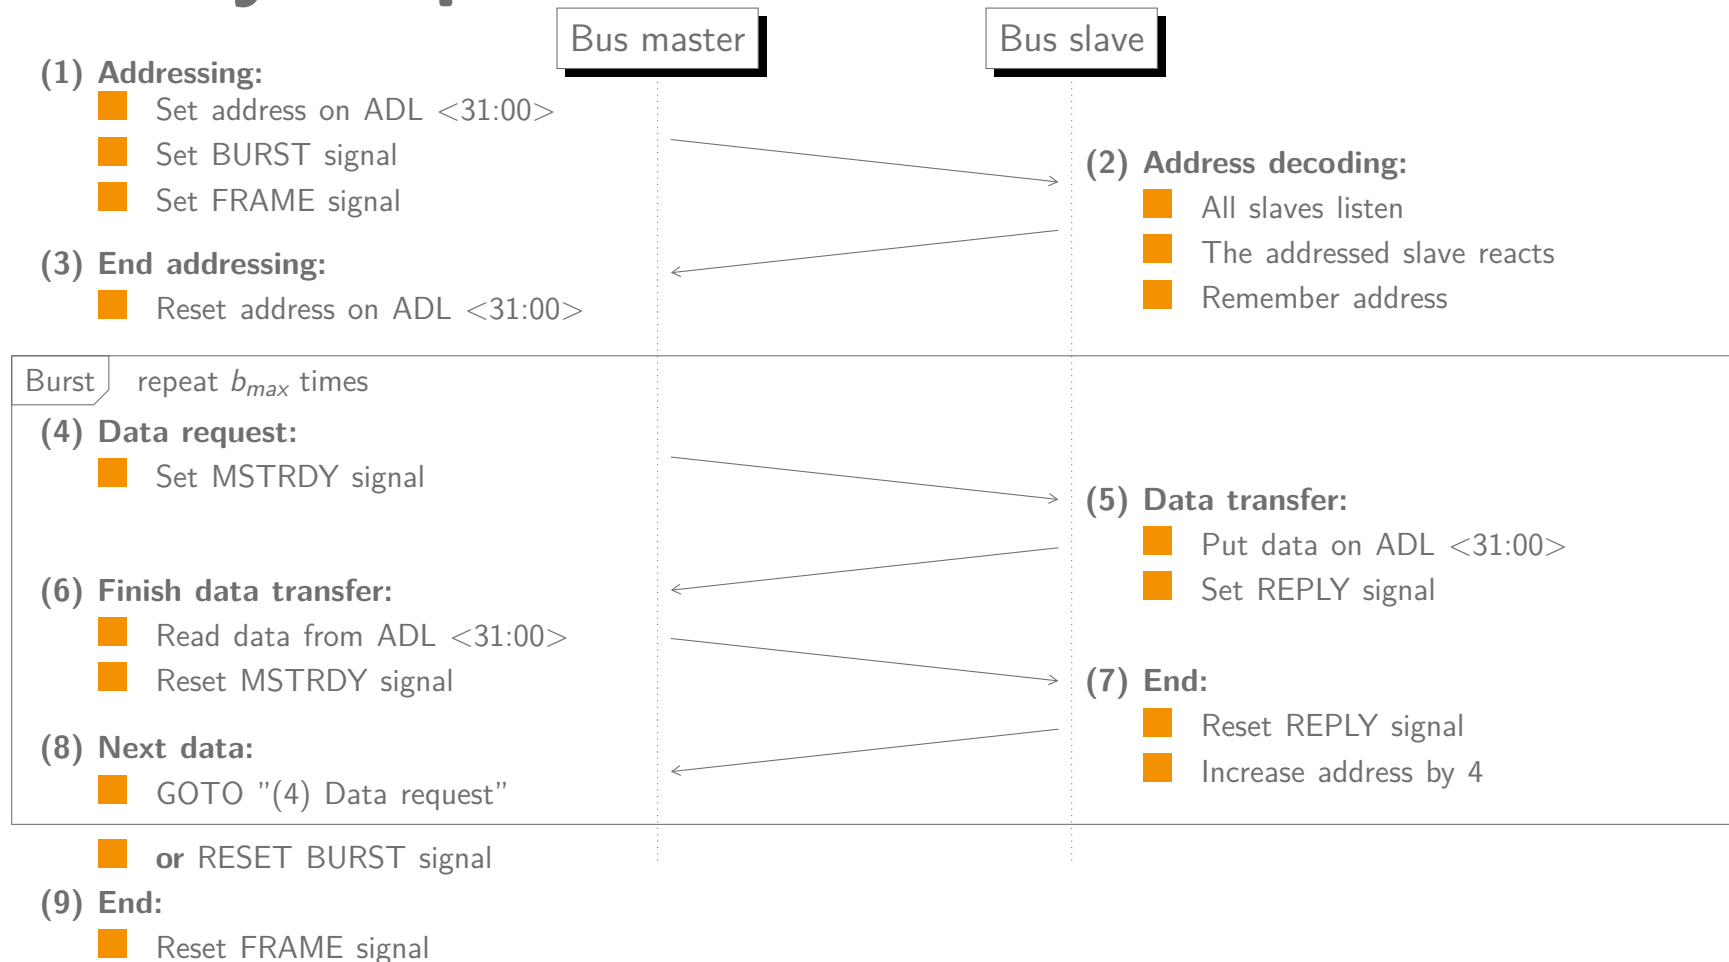 Bus master
Bus slave
(1) Addressing:
Set address on ADL <31:00>
Set BURST signal
Set FRAME signal
(2) Address decoding:
All slaves listen
The addressed slave reacts
Remember address
(3) End addressing:
Reset address on ADL <31:00>
Burst repeat b_max times
(4) Data request:
Set MSTRDY signal
(5) Data transfer:
Put data on ADL <31:00>
Set REPLY signal
(6) Finish data transfer:
Read data from ADL <31:00>
Reset MSTRDY signal
(7) End:
Reset REPLY signal
Increase address by 4
(8) Next data:
GOTO "(4) Data request"
or RESET BURST signal
(9) End:
Reset FRAME signal